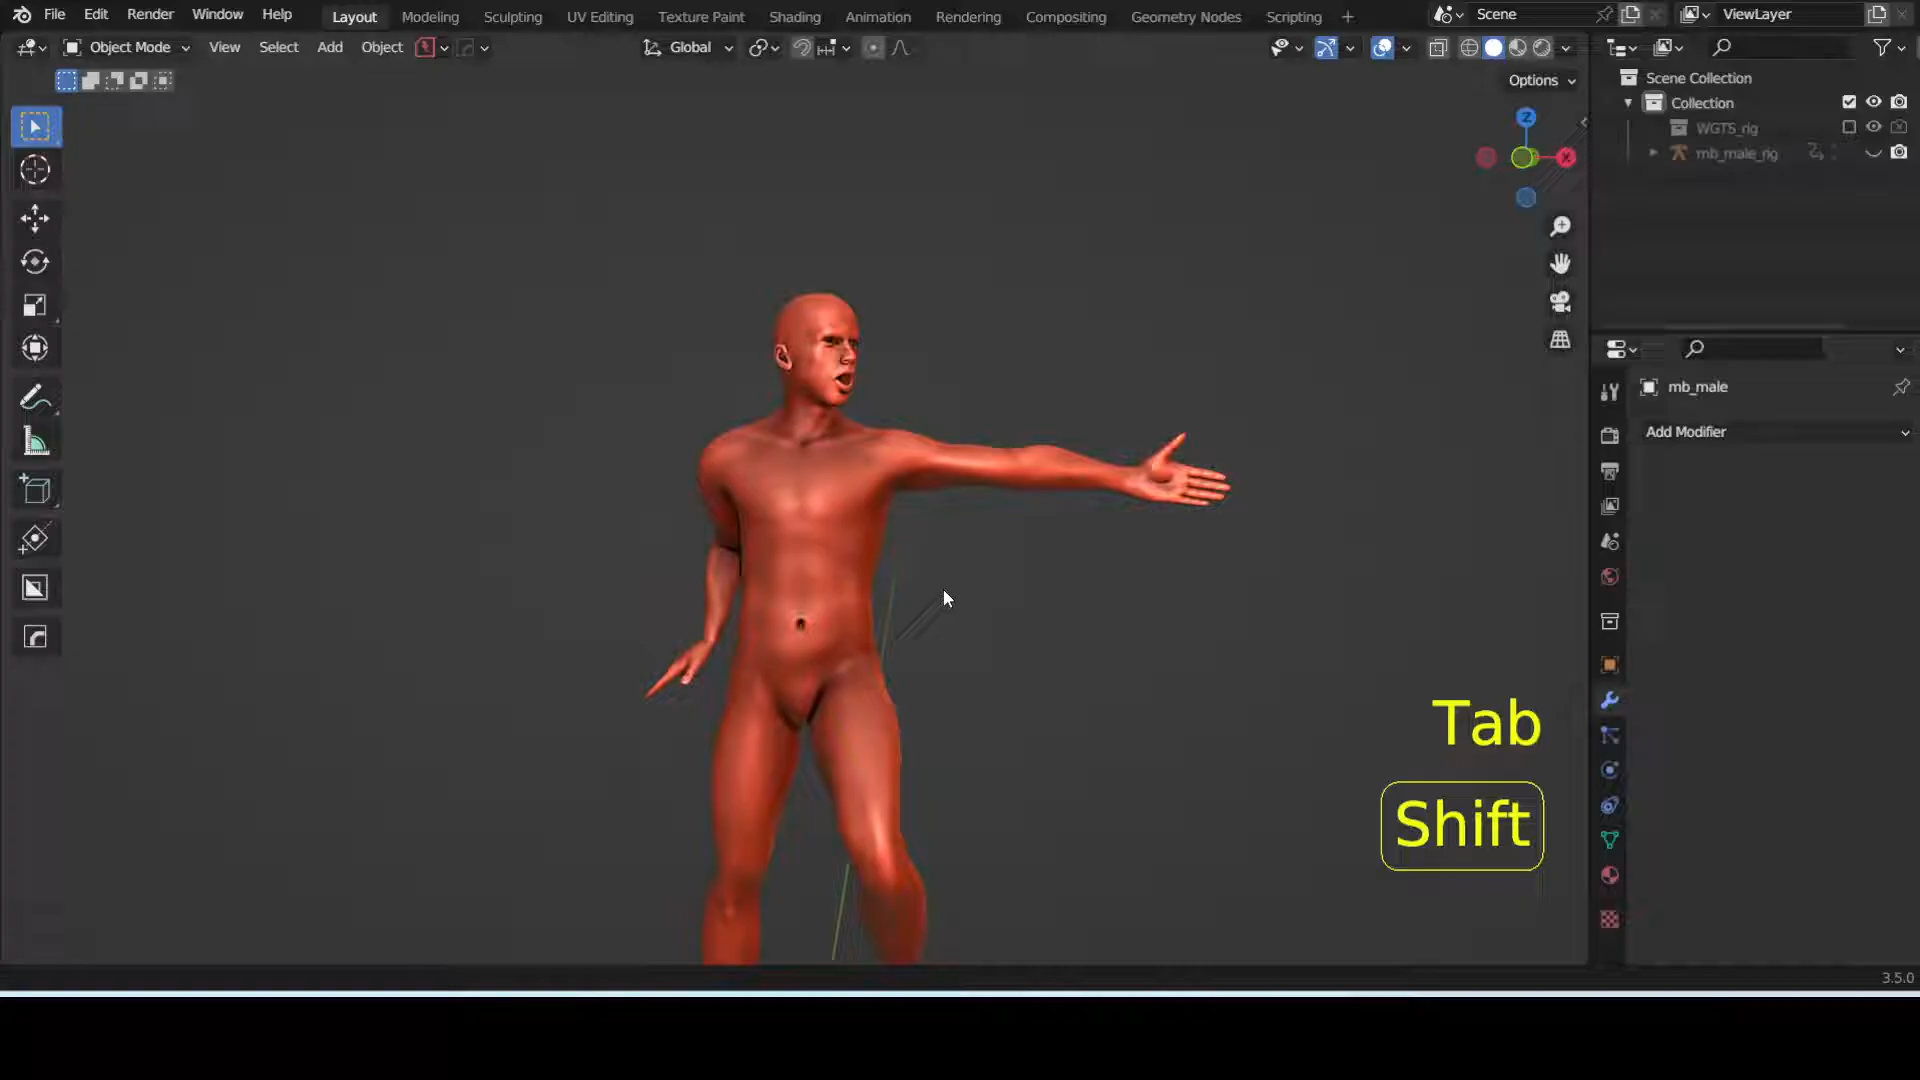 File Edit Render Window Help Layout Modeling Sculpting UV Editing Texture Paint Shading Animation Rendering Compositing Geometry Nodes Scripting + Scene ViewLayer
Object Mode View Select Add Object Global
Options
Scene Collection
Collection
WGTS_rig
mb_male_rig
Z
X
mb_male
Add Modifier
Tab
Shift
3.5.0